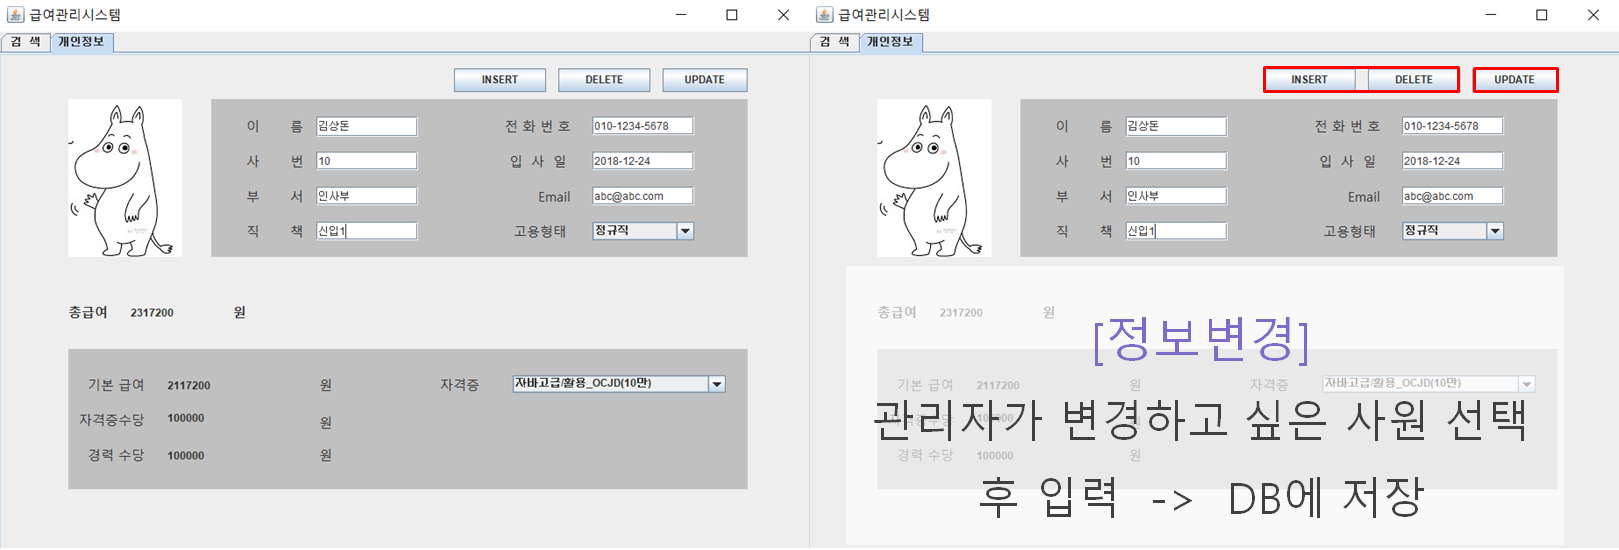 급여관리시스템
검 색 개인정보
INSERT DELETE UPDATE
이 름 김상돈 전 화 번 호 010-1234-5678
사 번 10 입 사 일 2018-12-24
부 서 인사부 Email abc@abc.com
직 책 신입1 고용형태 정규직
총급여 2317200 원
기본 급여 2117200 원 자격증 자바고급/활용_OCJD(10만)
자격증수당 100000 원
경력 수당 100000 원
급여관리시스템
검 색 개인정보
INSERT DELETE UPDATE
이 름 김상돈 전 화 번 호 010-1234-5678
사 번 10 입 사 일 2018-12-24
부 서 인사부 Email abc@abc.com
직 책 신입1 고용형태 정규직
총급여 2317200 원
[정보변경]
기본 급여 2117200 원 자격증 자바고급/활용_OCJD(10만)
자격증수당 100000 원
관리자가 변경하고 싶은 사원 선택
경력 수당 100000 원
후 입력 -> DB에 저장